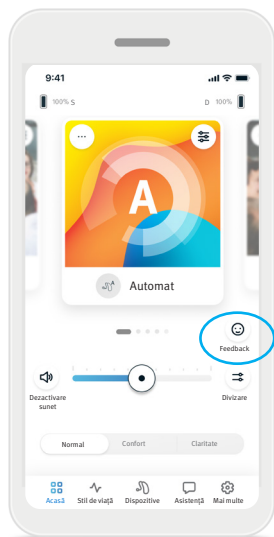 9:41
100% S
D 100%
...
A
Automat
Feedback
Dezactivare
sunet
Divizare
Normal
Confort
Claritate
Acasă
Stil de viață
Dispozitive
Asistență
Mai multe